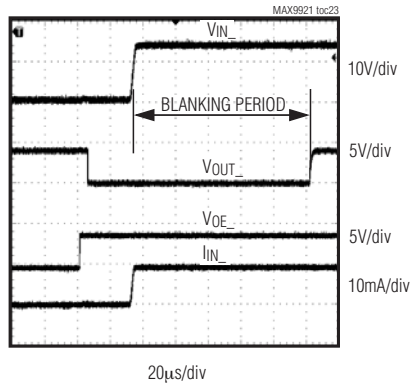 MAX9921 toc23
VIN_
10V/div
BLANKING PERIOD
5V/div
VOUT_
VOE_
5V/div
IIN_
10mA/div
20μs/div